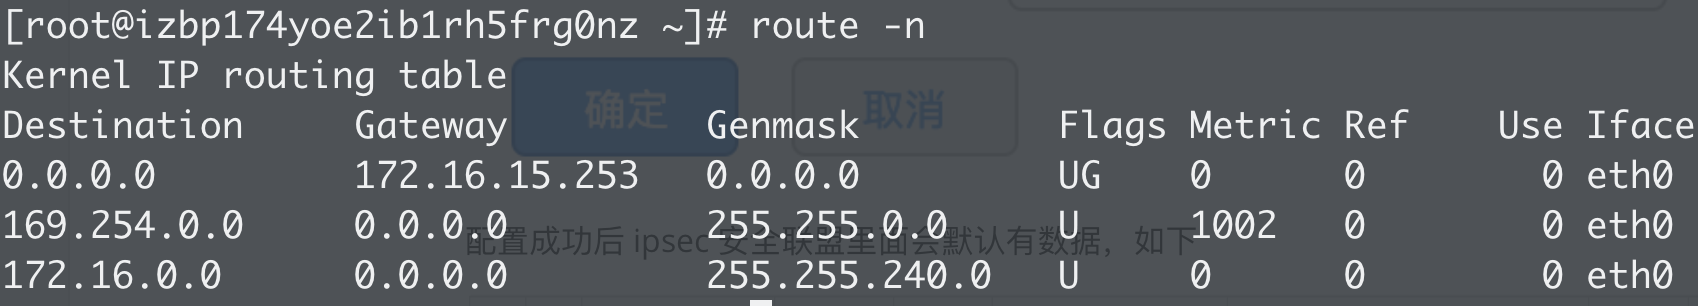 [root@izbp174yoe2ib1rh5frg0nz ~]# route -n
Kernel IP routing table
确定 取消
Destination Gateway Genmask Flags Metric Ref Use Iface
0.0.0.0 172.16.15.253 0.0.0.0 UG 0 0 0 eth0
169.254.0.0 0.0.0.0 255.255.0.0 U 1002 0 0 eth0
配置成功后 ipsec 安全联盟里面会默认有数据，如下
172.16.0.0 0.0.0.0 255.255.240.0 U 0 0 0 eth0